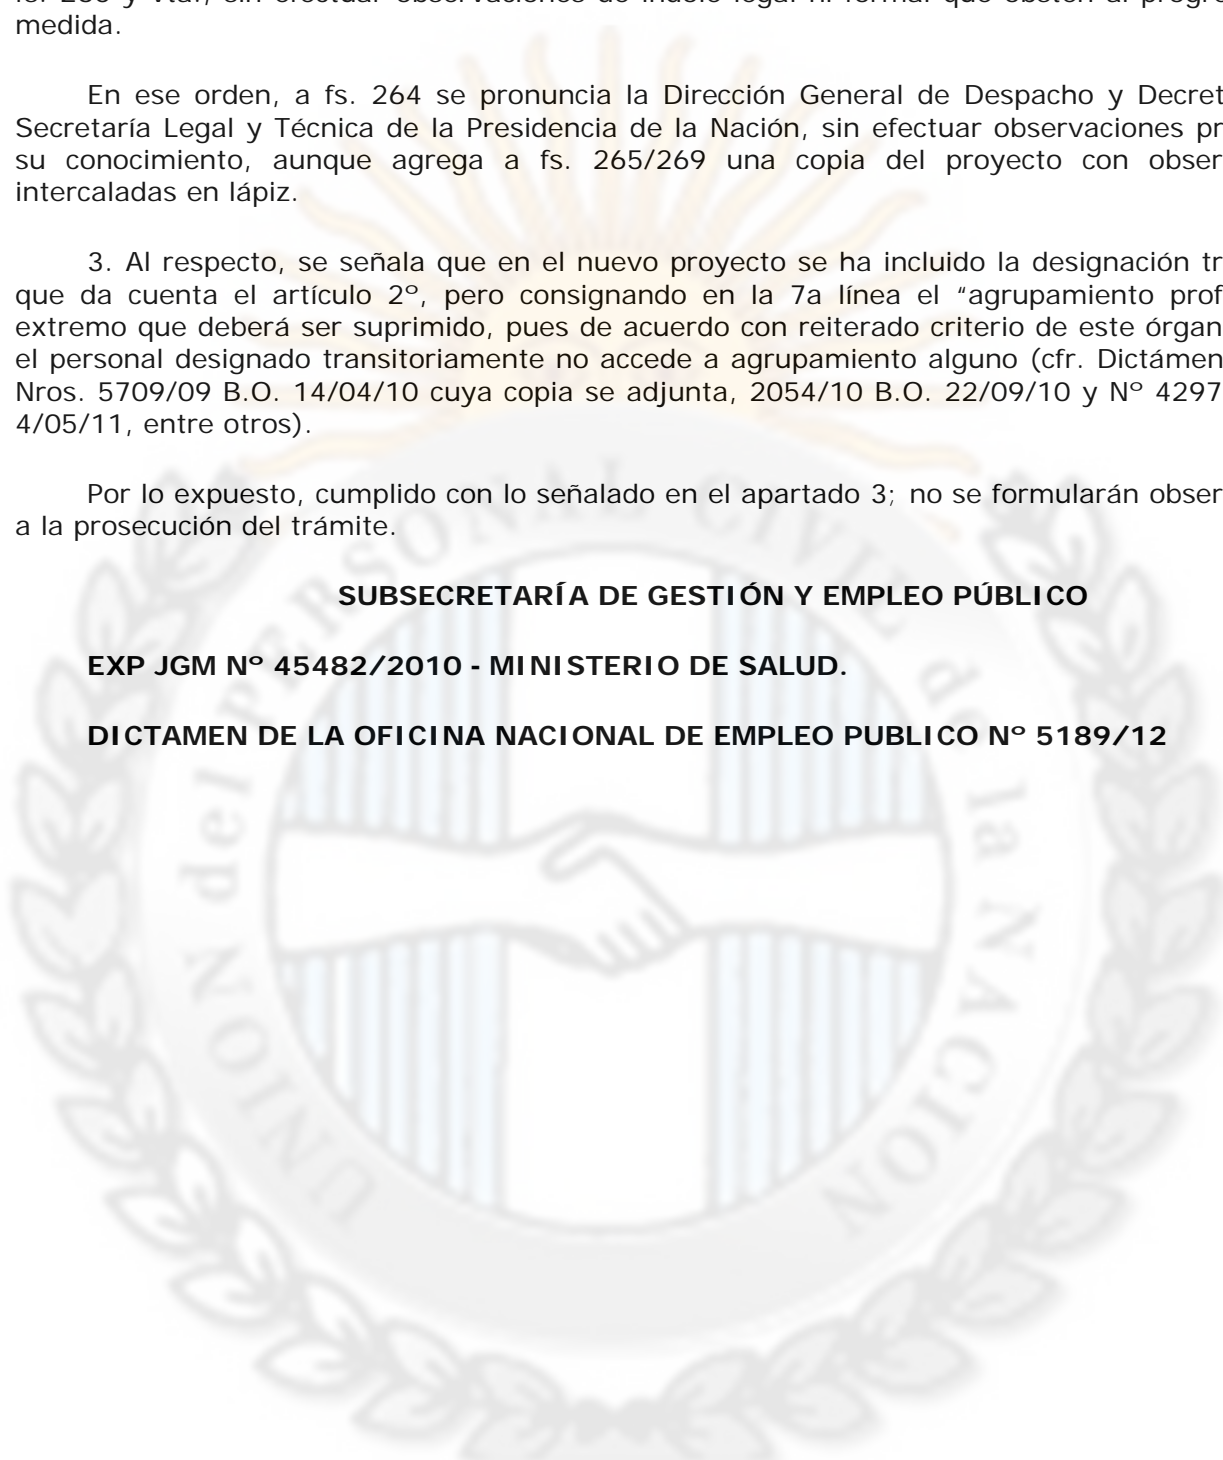 medida.
En ese orden, a fs. 264 se pronuncia la Dirección General de Despacho y Decret
Secretaría Legal y Técnica de la Presidencia de la Nación, sin efectuar observaciones pr
su conocimiento, aunque agrega a fs. 265/269 una copia del proyecto con obser
intercaladas en lápiz.
3. Al respecto, se señala que en el nuevo proyecto se ha incluido la designación tr
que da cuenta el artículo 2º, pero consignando en la 7a línea el “agrupamiento prof
extremo que deberá ser suprimido, pues de acuerdo con reiterado criterio de este órgan
el personal designado transitoriamente no accede a agrupamiento alguno (cfr. Dictámen
Nros. 5709/09 B.O. 14/04/10 cuya copia se adjunta, 2054/10 B.O. 22/09/10 y Nº 4297
4/05/11, entre otros).
Por lo expuesto, cumplido con lo señalado en el apartado 3; no se formularán obser
a la prosecución del trámite.
SUBSECRETARÍA DE GESTIÓN Y EMPLEO PÚBLICO
EXP JGM Nº 45482/2010 - MINISTERIO DE SALUD.
DICTAMEN DE LA OFICINA NACIONAL DE EMPLEO PUBLICO Nº 5189/12
UNION del PERSONAL CIVIL de la NACION